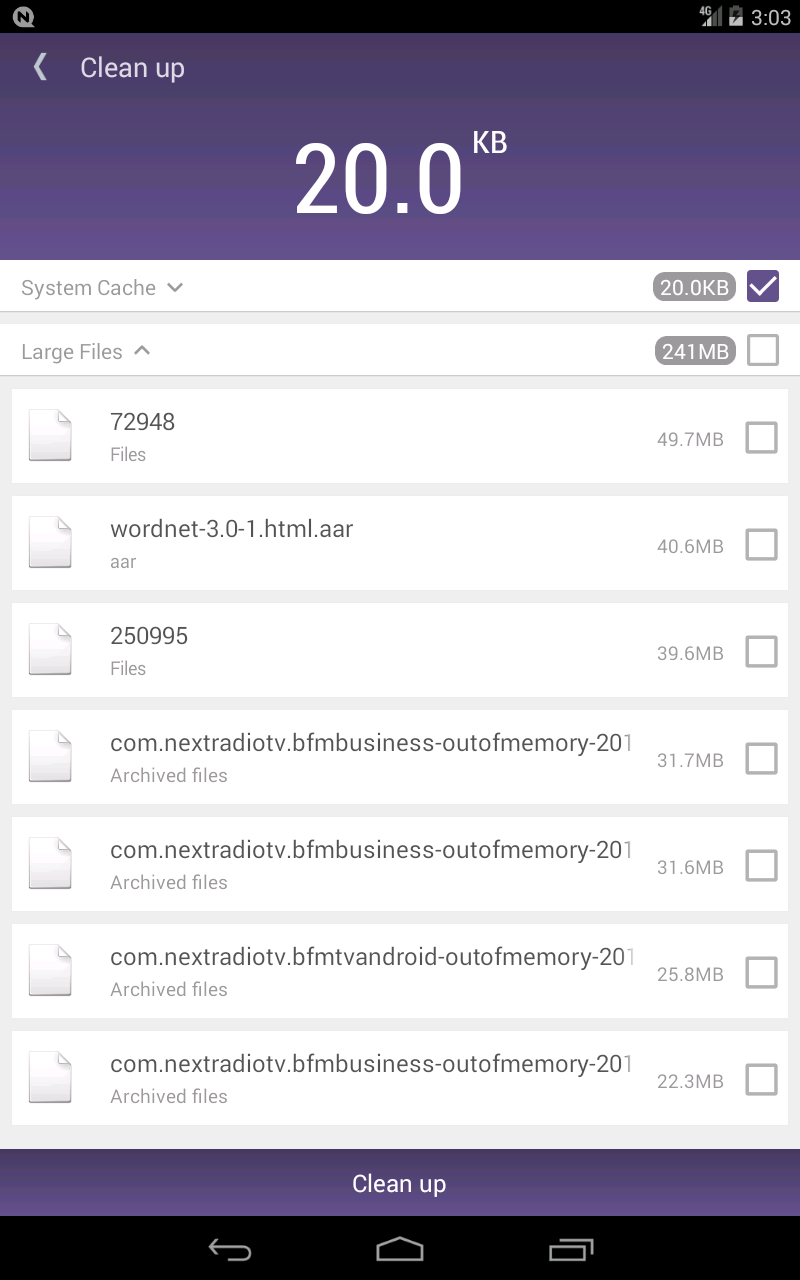 4G 3:03
Clean up
20.0 KB
System Cache 20.0KB
Large Files 241MB
72948
Files
49.7MB
wordnet-3.0-1.html.aar
aar
40.6MB
250995
Files
39.6MB
com.nextradiotv.bfmbusiness-outofmemory-201
Archived files
31.7MB
com.nextradiotv.bfmbusiness-outofmemory-201
Archived files
31.6MB
com.nextradiotv.bfmtvandroid-outofmemory-201
Archived files
25.8MB
com.nextradiotv.bfmbusiness-outofmemory-201
Archived files
22.3MB
Clean up